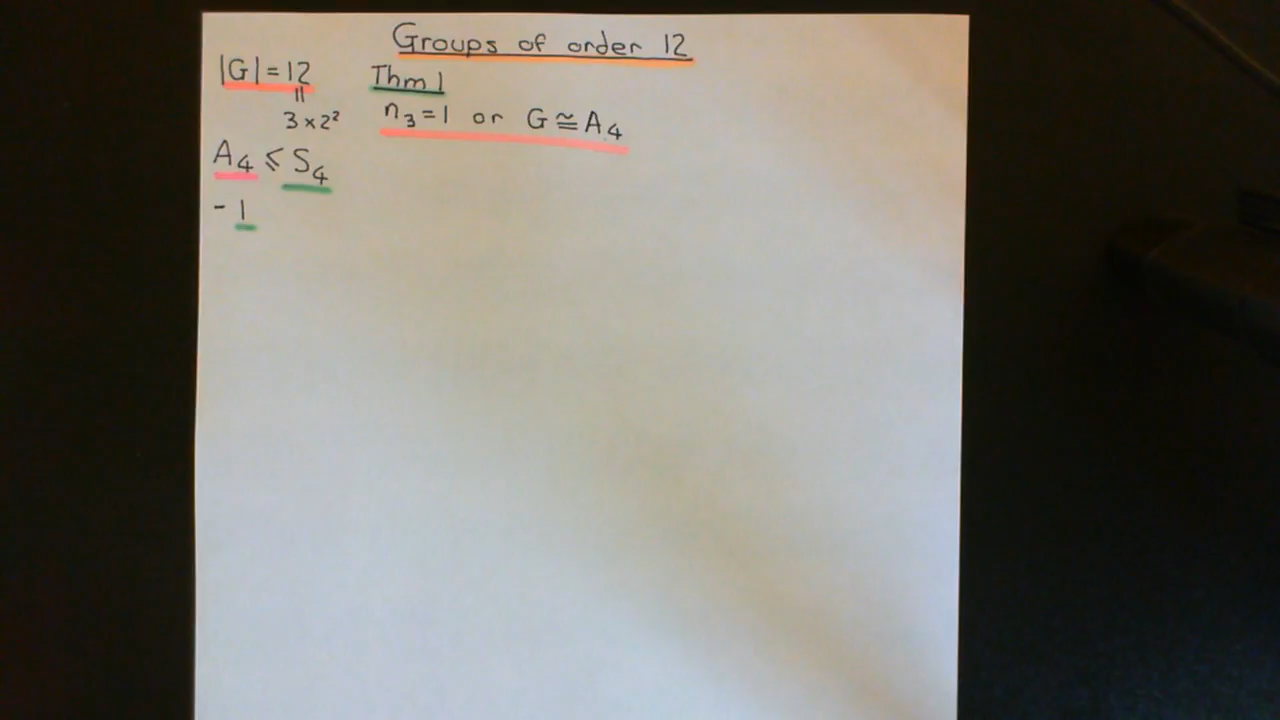 Groups of order 12
|G| = 12
॥
3 × 2²
A₄ ≤ S₄
- 1
Thm 1
n₃ = 1 or G ≅ A₄